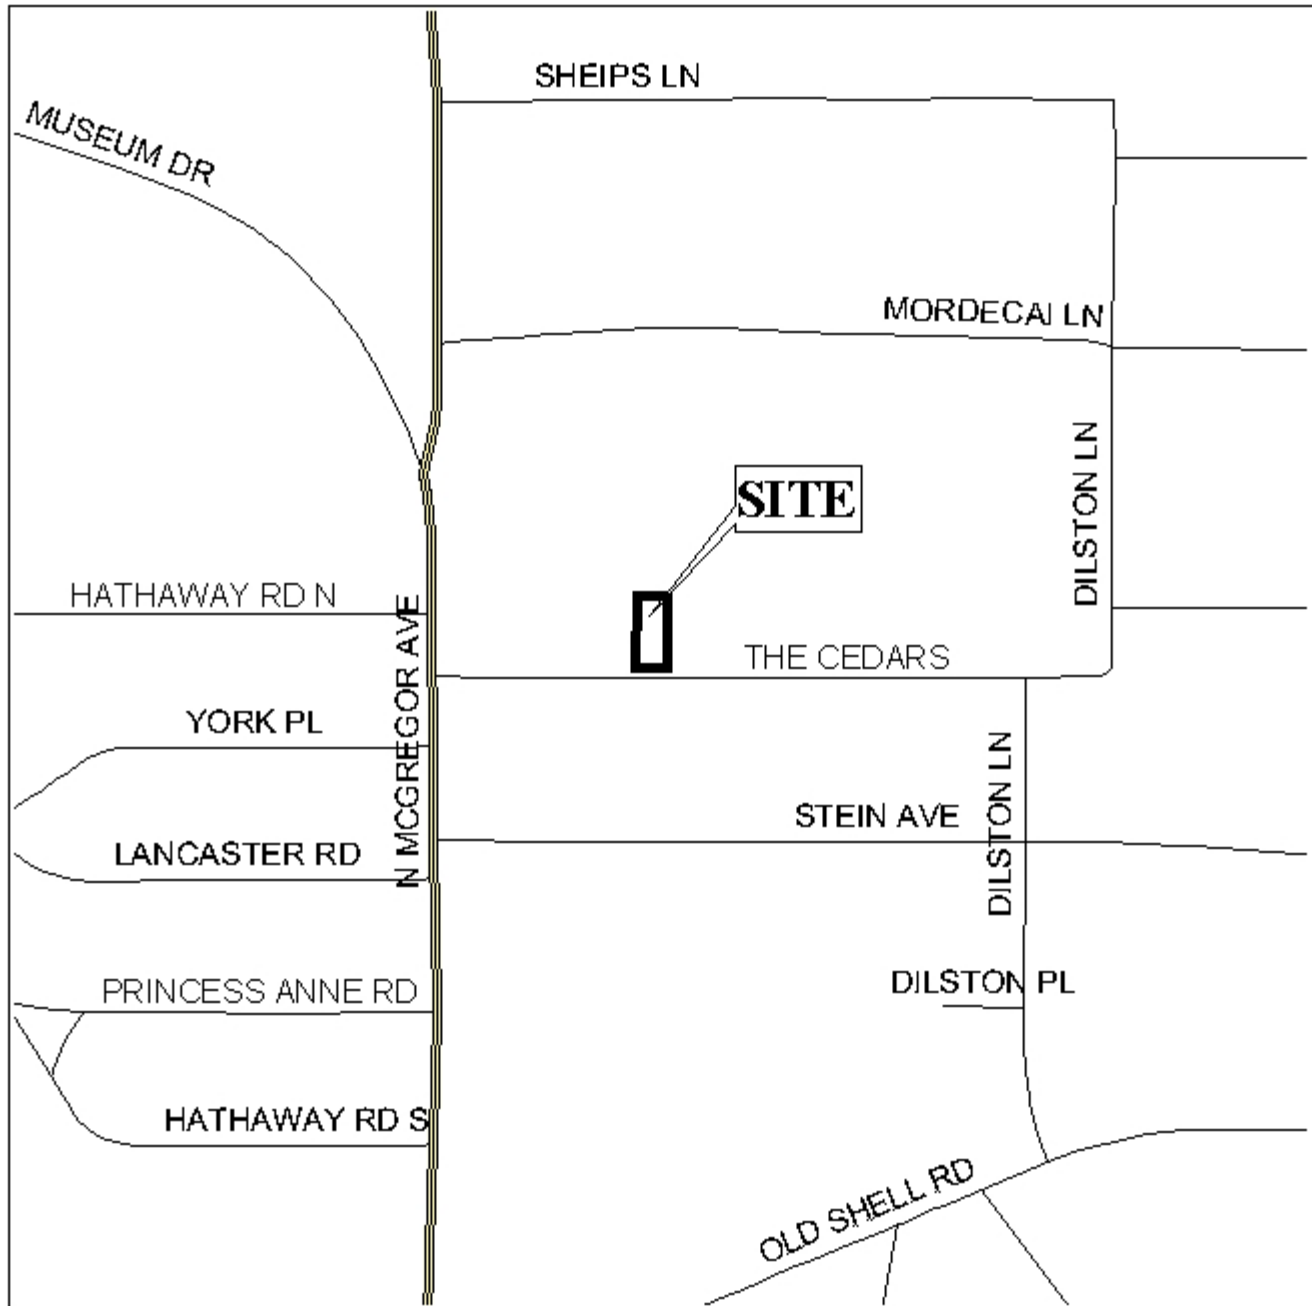 SHEIPS LN
MUSEUM DR
MORDECAI LN
DILSTON LN
SITE
HATHAWAY RD N
N MCGREGOR AVE
THE CEDARS
YORK PL
DILSTON LN
STEIN AVE
LANCASTER RD
PRINCESS ANNE RD
DILSTON PL
HATHAWAY RD S
OLD SHELL RD